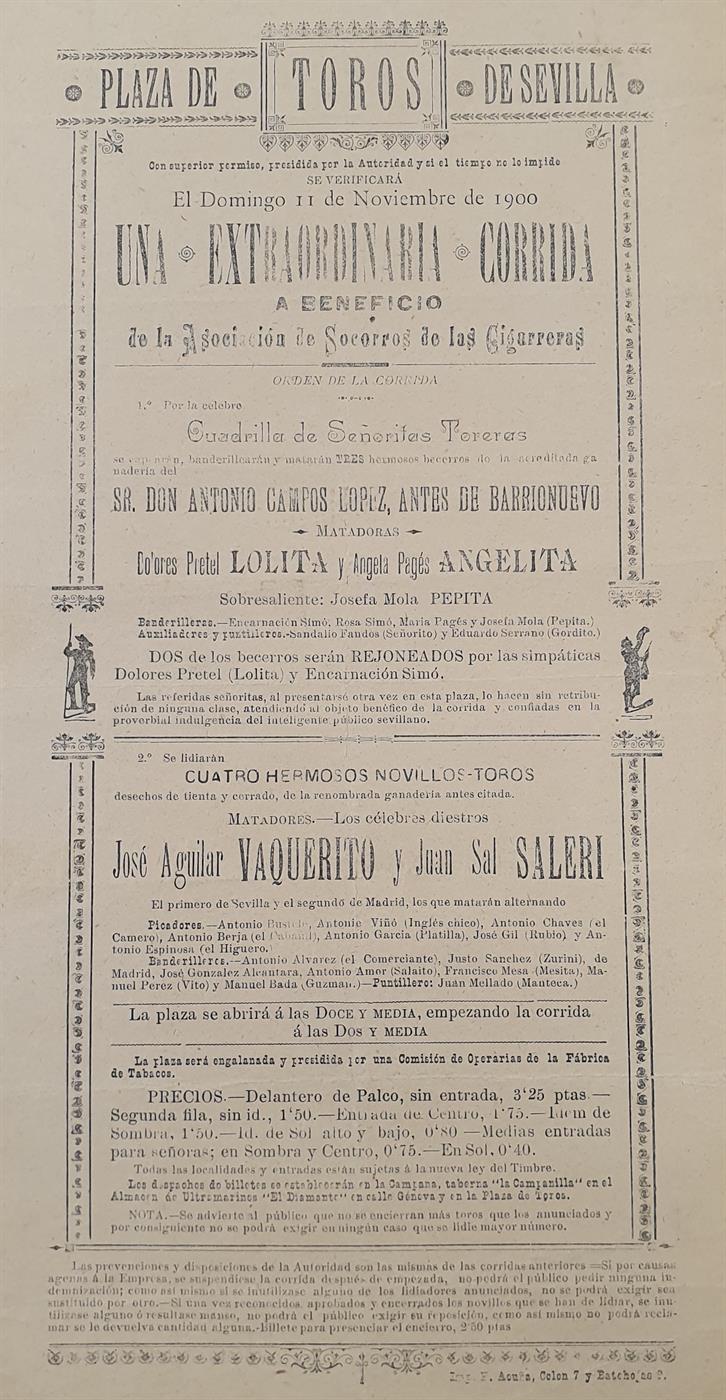 PLAZA DE TOROS DE SEVILLA
Con superior permiso, presidida por la Autoridad y si el tiempo no lo impide
SE VERIFICARÁ
El Domingo 11 de Noviembre de 1900
UNA EXTRAORDINARIA CORRIDA
A BENEFICIO
de la Asociación de Socorros de las Cigarreras
ORDEN DE LA CORRIDA
1.º Por la célebre
Cuadrilla de Señoritas Toreras
se capearán, banderillearán y matarán TRES hermosos becerros de la acreditada ga
nadería del
SR. DON ANTONIO CAMPOS LOPEZ, ANTES DE BARRIONUEVO
MATADORAS
Dolores Pretel LOLITA y Angela Pagés ANGELITA
Sobresaliente: Josefa Mola PEPITA
Banderilleras.—Encarnación Simó, Rosa Simó, Maria Pagés y Josefa Mola (Pepita.)
Auxiliadores y puntilleros.-Sandalio Fandos (Señorito) y Eduardo Serrano (Gordito.)
DOS de los becerros serán REJONEADOS por las simpáticas
Dolores Pretel (Lolita) y Encarnación Simó.
Las referidas señoritas, al presentarse otra vez en esta plaza, lo hacen sin retribu-
ción de ninguna clase, atendiendo al objeto benéfico de la corrida y confiadas en la
proverbial indulgencia del inteligente público sevillano.
2.º Se lidiarán
CUATRO HERMOSOS NOVILLOS-TOROS
desechos de tienta y cerrado, de la renombrada ganadería antes citada.
MATADORES.—Los célebres diestros
José Aguilar VAQUERITO y Juan Sal SALERI
El primero de Sevilla y el segundo de Madrid, los que matarán alternando
Picadores.—Antonio Antonio Viñó (Inglés chico), Antonio Chaves (el
Camero), Antonio Berja (el Antonio Garcia (Platilla), José Gil (Rubio) y An-
tonio Espinosa (el Higuero.)
Banderilleros.—Antonio Alvarez (el Comerciante), Justo Sanchez (Zurini), de
Madrid, José Gonzalez Alcantara, Antonio Amor (Salaito), Francisco Mesa (Mesita), Ma-
nuel Perez (Vito) y Manuel Bada (Guzman.)—Puntillero: Juan Mellado (Manteca.)
La plaza se abrirá á las DOCE Y MEDIA, empezando la corrida
á las DOS Y MEDIA
La plaza será engalanada y presidida por una Comisión de Operarias de la Fábrica
de Tabacos.
PRECIOS.—Delantero de Palco, sin entrada, 3'25 ptas.—
Segunda fila, sin id., 1'50.—Entrada de Centro, 1'75.—Idem de
Sombra, 1'50.—Id. de Sol alto y bajo, 0'80—Medias entradas
para señoras; en Sombra y Centro, 0'75.—En Sol, 0'40.
Todas las localidades y entradas están sujetas á la nueva ley del Timbre.
Los despachos de billetes se establecerán en la Campana, taberna "la Campanilla" en el
Almacen de Ultramarinos "El Diamante" en calle Génova y en la Plaza de Toros.
NOTA.—Se advierte al público que no se encierran más toros que los anunciados y
por consiguiente no se podrá exigir en ningún caso que se lidie mayor número.
Las prevenciones y disposiciones de la Autoridad son las mismas de las corridas anteriores =Si por causas
agenas á la Empresa, se suspendiese la corrida después de empezada, no podrá el público pedir ninguna in-
demnización; como así mismo si se inutilizase alguno de los lidiadores anunciados, no se podrá exigir sea
sustituido por otro.—Si una vez reconocidos, aprobados y encerrados los novillos que se han de lidiar, se inu-
tilizase alguno ó resultase manso, no podrá el público exigir su reposición, como así mismo no podrá recla-
mar se le devuelva cantidad alguna.-Billete para presenciar el encierro, 2'50 ptas
Imp. F. Acuña, Colon 7 y Batehojas 2.